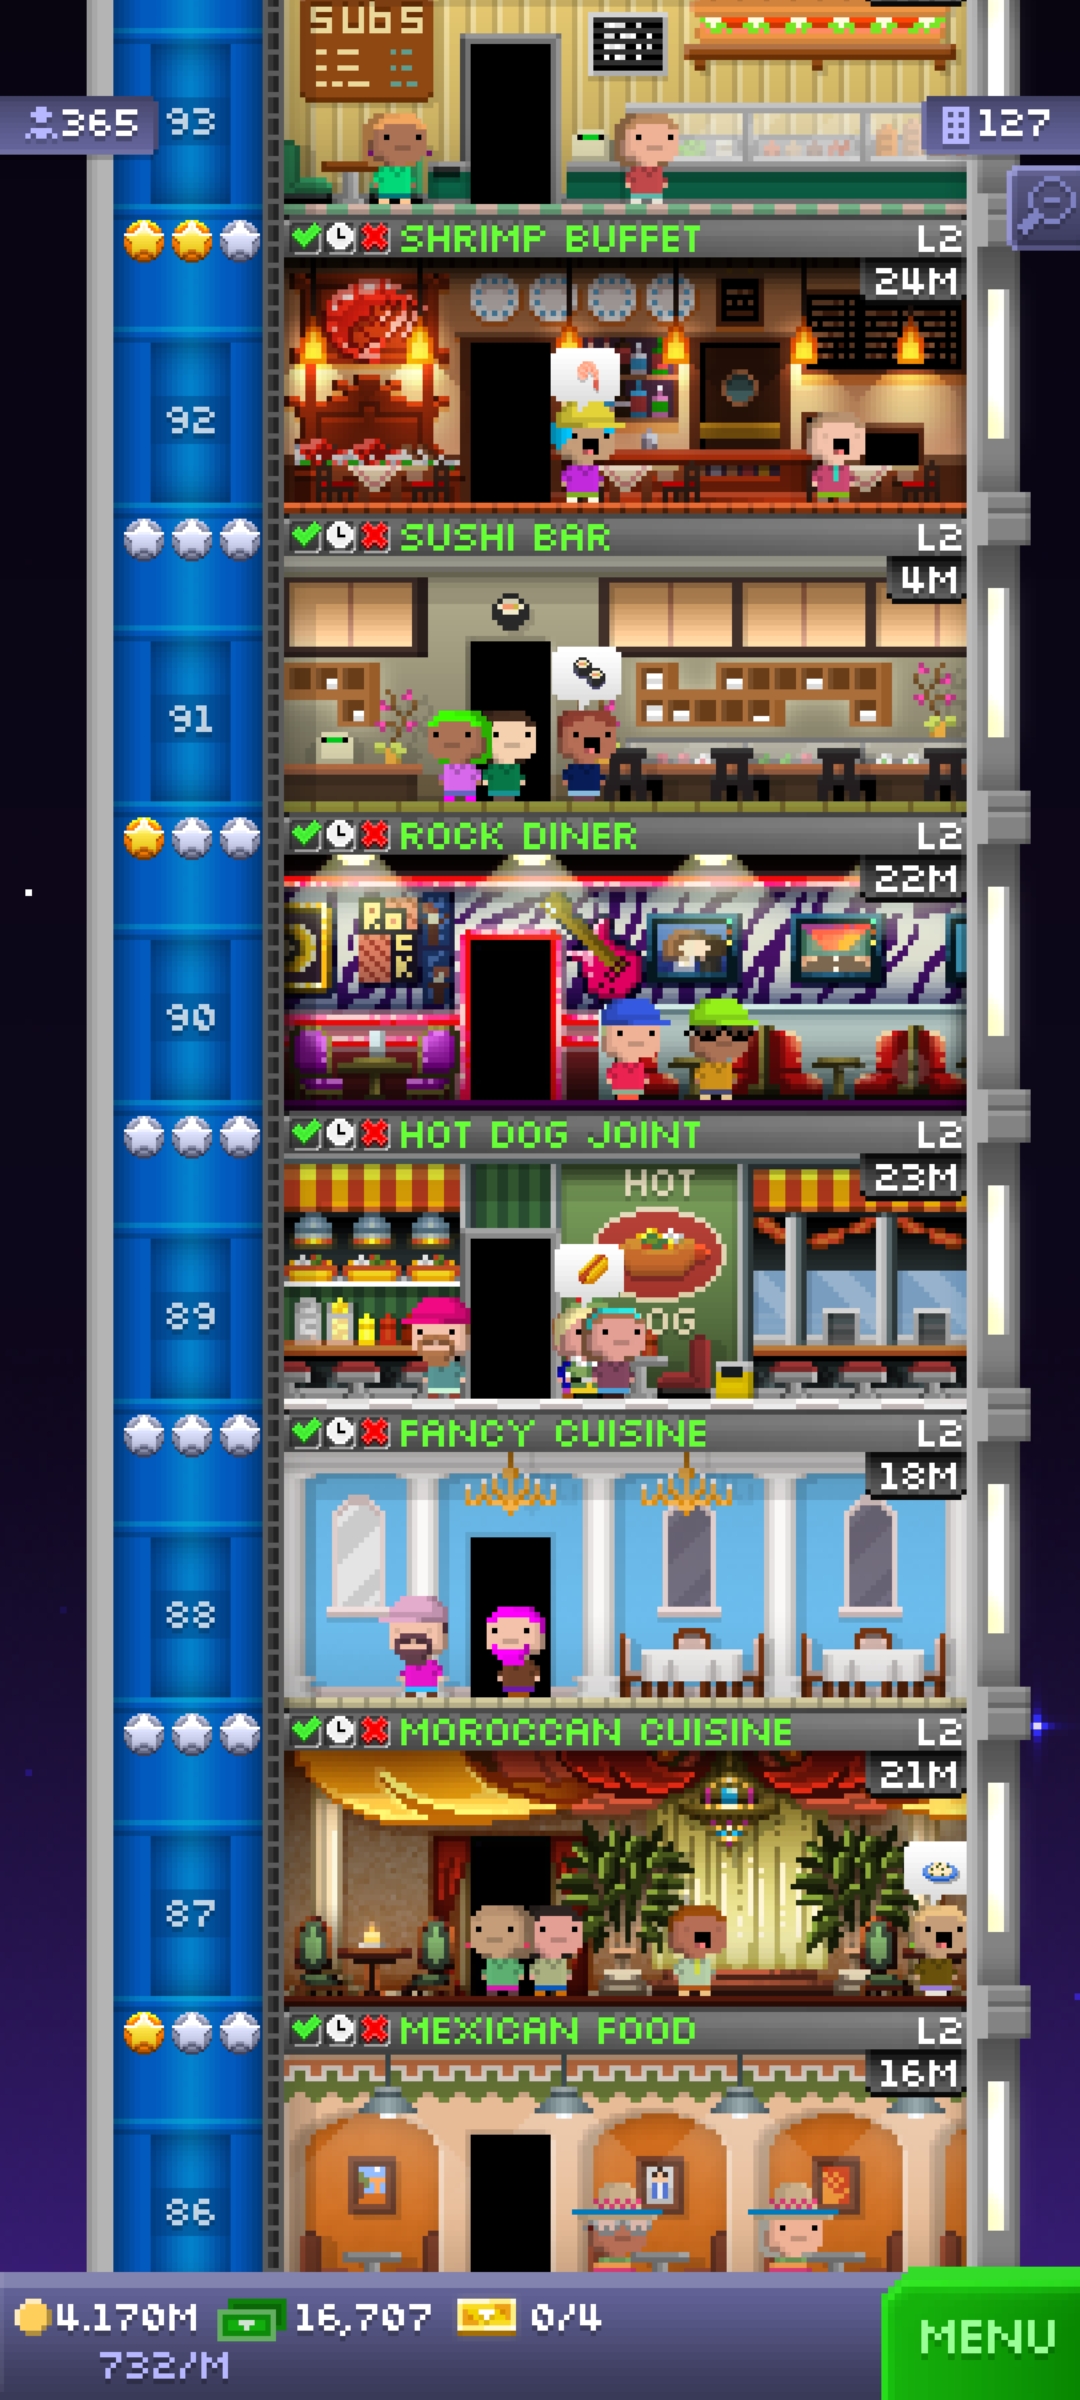 SUBS
365
93
127
SHRIMP BUFFET
L2
24M
92
SUSHI BAR
L2
4M
91
ROCK DINER
L2
22M
ROCK
90
HOT DOG JOINT
L2
23M
HOT
89
OG
FANCY CUISINE
L2
18M
88
MOROCCAN CUISINE
L2
21M
87
MEXICAN FOOD
L2
16M
86
4.170M
16,707
0/4
732/M
MENU